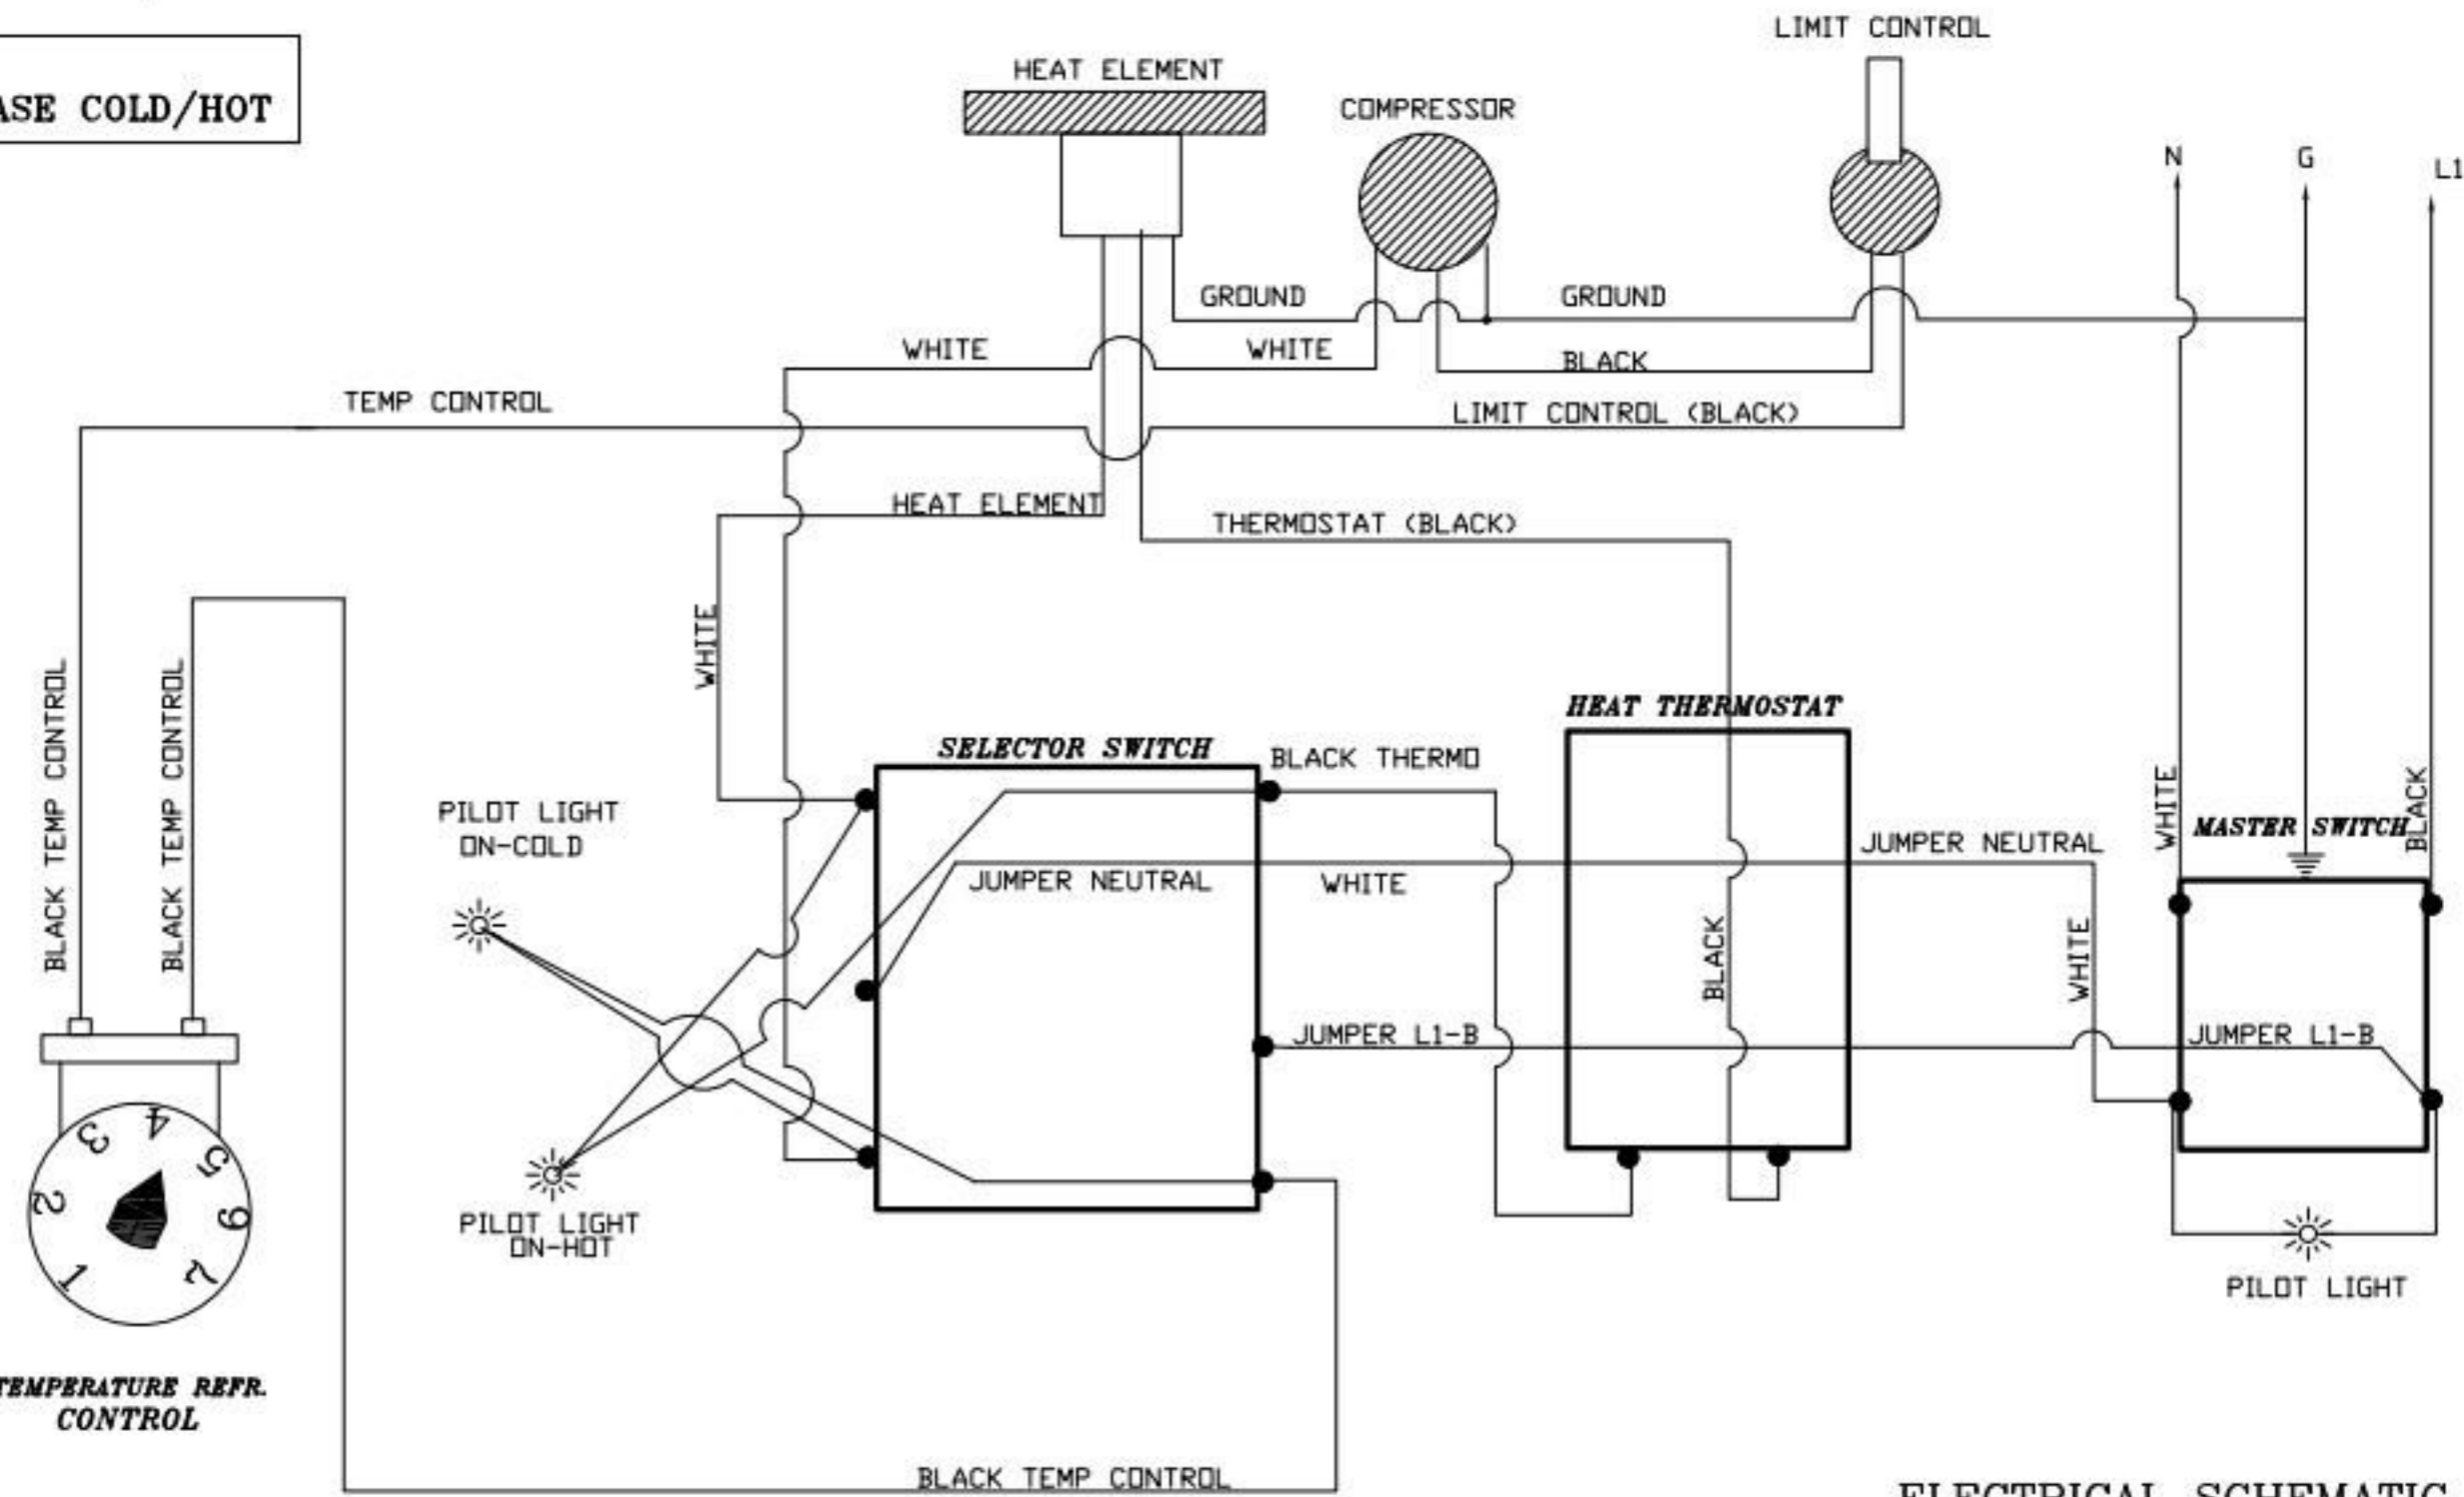 LIMIT CONTROL
HEAT ELEMENT
COLD/HOT
COMPRESSOR
N
G
L1
GROUND
GROUND
WHITE
WHITE
BLACK
TEMP CONTROL
LIMIT CONTROL (BLACK)
HEAT ELEMENT
THERMOSTAT (BLACK)
WHITE
BLACK TEMP CONTROL
BLACK TEMP CONTROL
HEAT THERMOSTAT
SELECTOR SWITCH
BLACK THERMO
PILOT LIGHT
ON-COLD
WHITE
MASTER SWITCH
BLACK
JUMPER NEUTRAL
JUMPER NEUTRAL
WHITE
BLACK
WHITE
JUMPER L1-B
JUMPER L1-B
1
2
3
4
5
6
7
PILOT LIGHT
ON-HOT
PILOT LIGHT
TEMPERATURE REFR.
CONTROL
BLACK TEMP CONTROL
ELECTRICAL SCHEMATIC